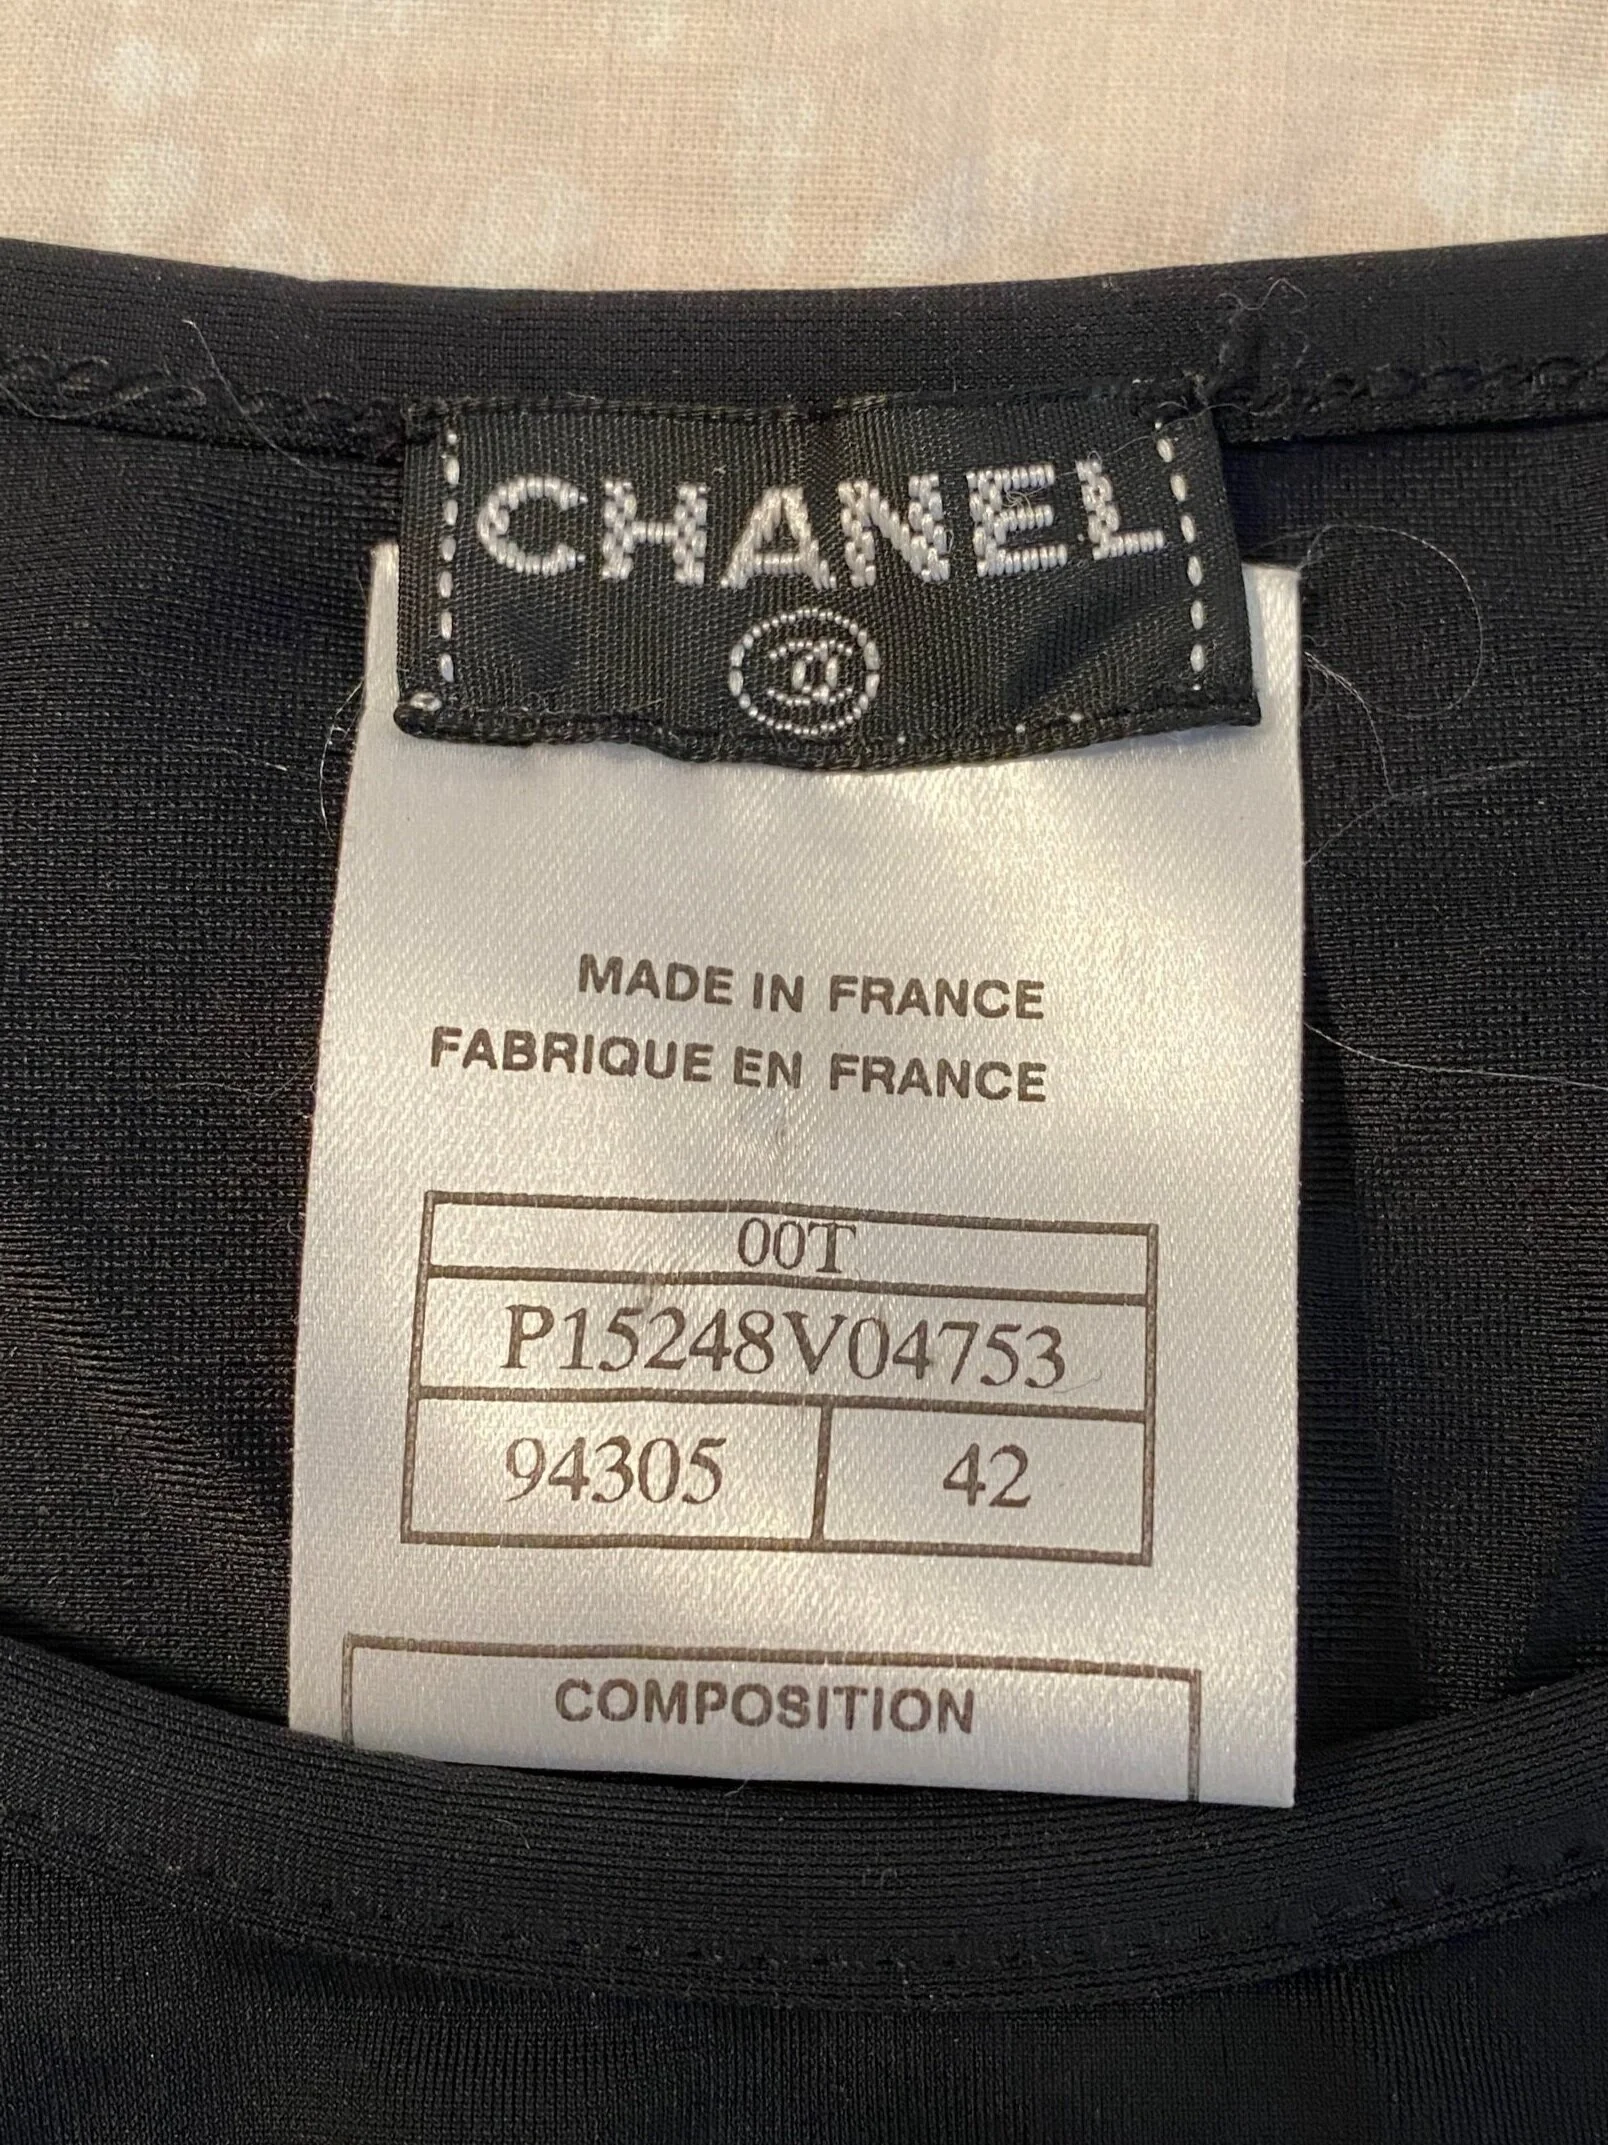 CHANEL
MADE IN FRANCE
FABRIQUE EN FRANCE
00T
P15248V04753
94305 42
COMPOSITION